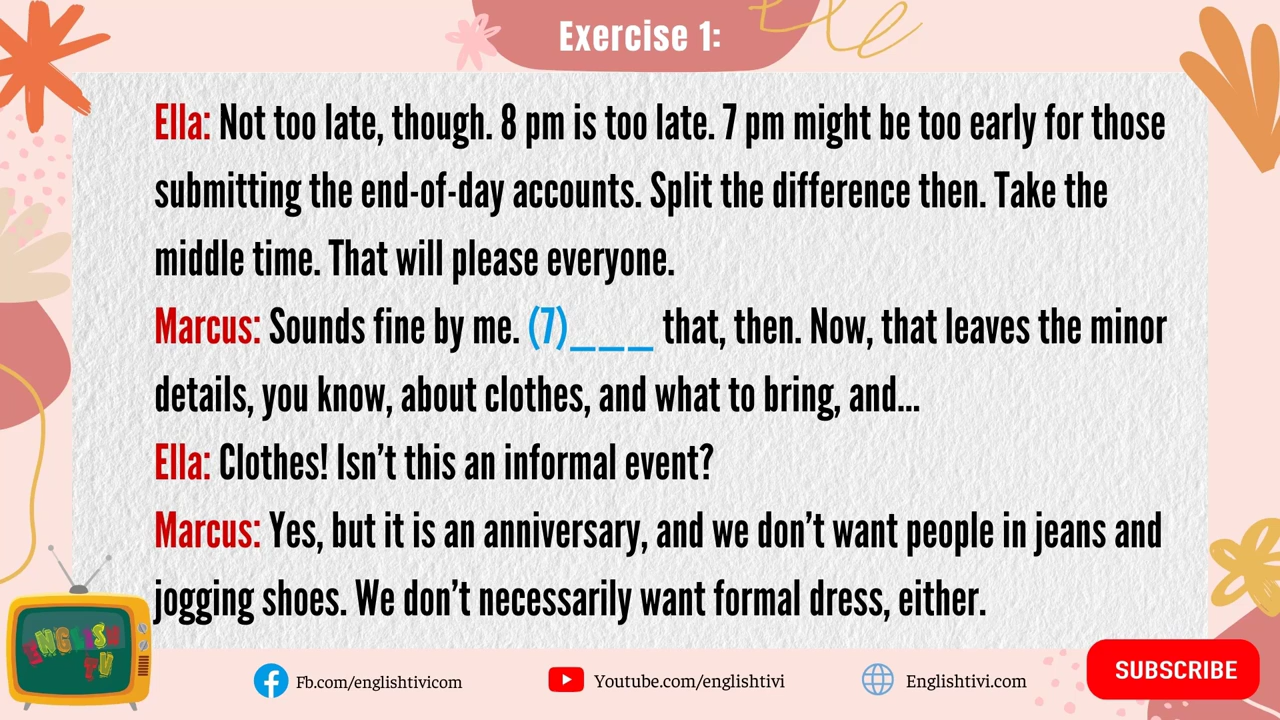 Exercise 1:
Ella: Not too late, though. 8 pm is too late. 7 pm might be too early for those
submitting the end-of-day accounts. Split the difference then. Take the
middle time. That will please everyone.
Marcus: Sounds fine by me. (7)___ that, then. Now, that leaves the minor
details, you know, about clothes, and what to bring, and...
Ella: Clothes! Isn't this an informal event?
Marcus: Yes, but it is an anniversary, and we don't want people in jeans and
jogging shoes. We don't necessarily want formal dress, either.
ENGLISH
TV
Fb.com/englishtivicom
Youtube.com/englishtivi
Englishtivi.com
SUBSCRIBE